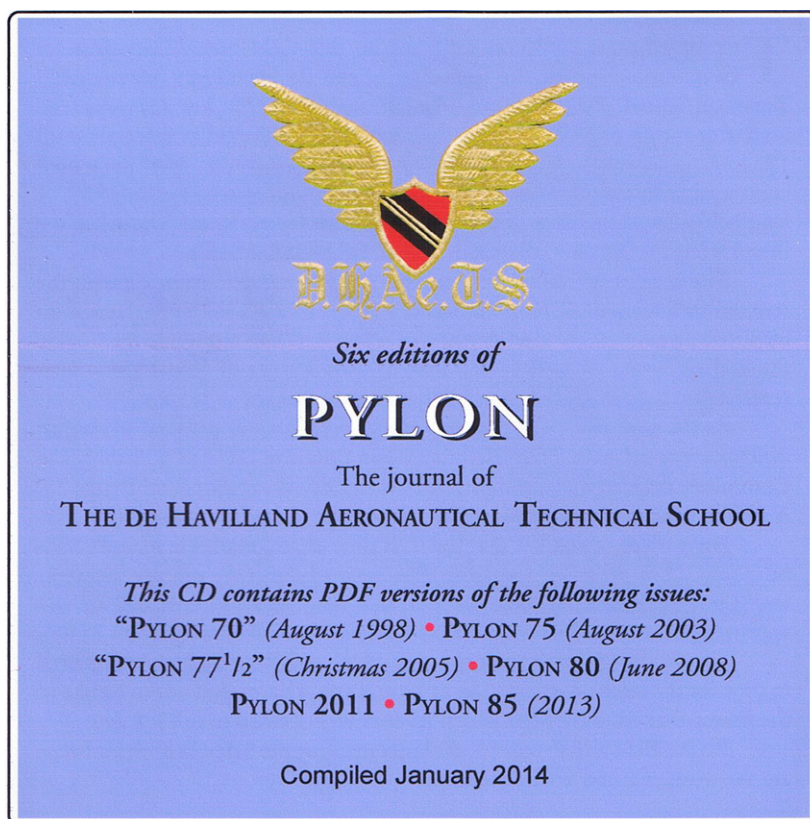 D.H.Ae.T.S.
Six editions of
PYLON
The journal of
THE DE HAVILLAND AERONAUTICAL TECHNICAL SCHOOL
This CD contains PDF versions of the following issues:
“PYLON 70” (August 1998) • PYLON 75 (August 2003)
“PYLON 77¹/₂” (Christmas 2005) • PYLON 80 (June 2008)
PYLON 2011 • PYLON 85 (2013)
Compiled January 2014